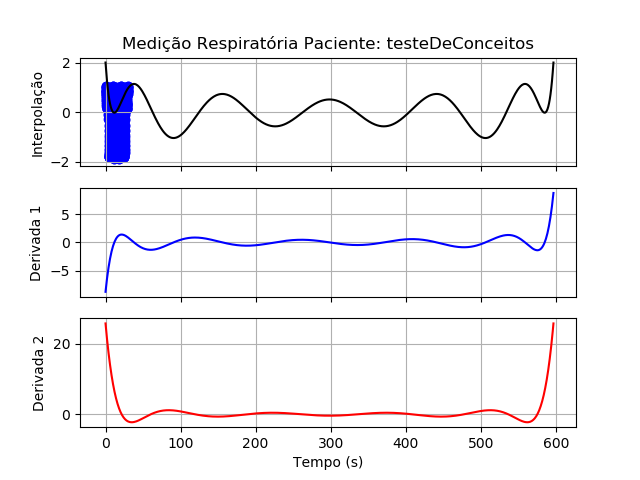 Medição Respiratória Paciente: testeDeConceitos
Interpolação
2
0
−2
Derivada 1
5
0
−5
Derivada 2
20
0
0 100 200 300 400 500 600
Tempo (s)